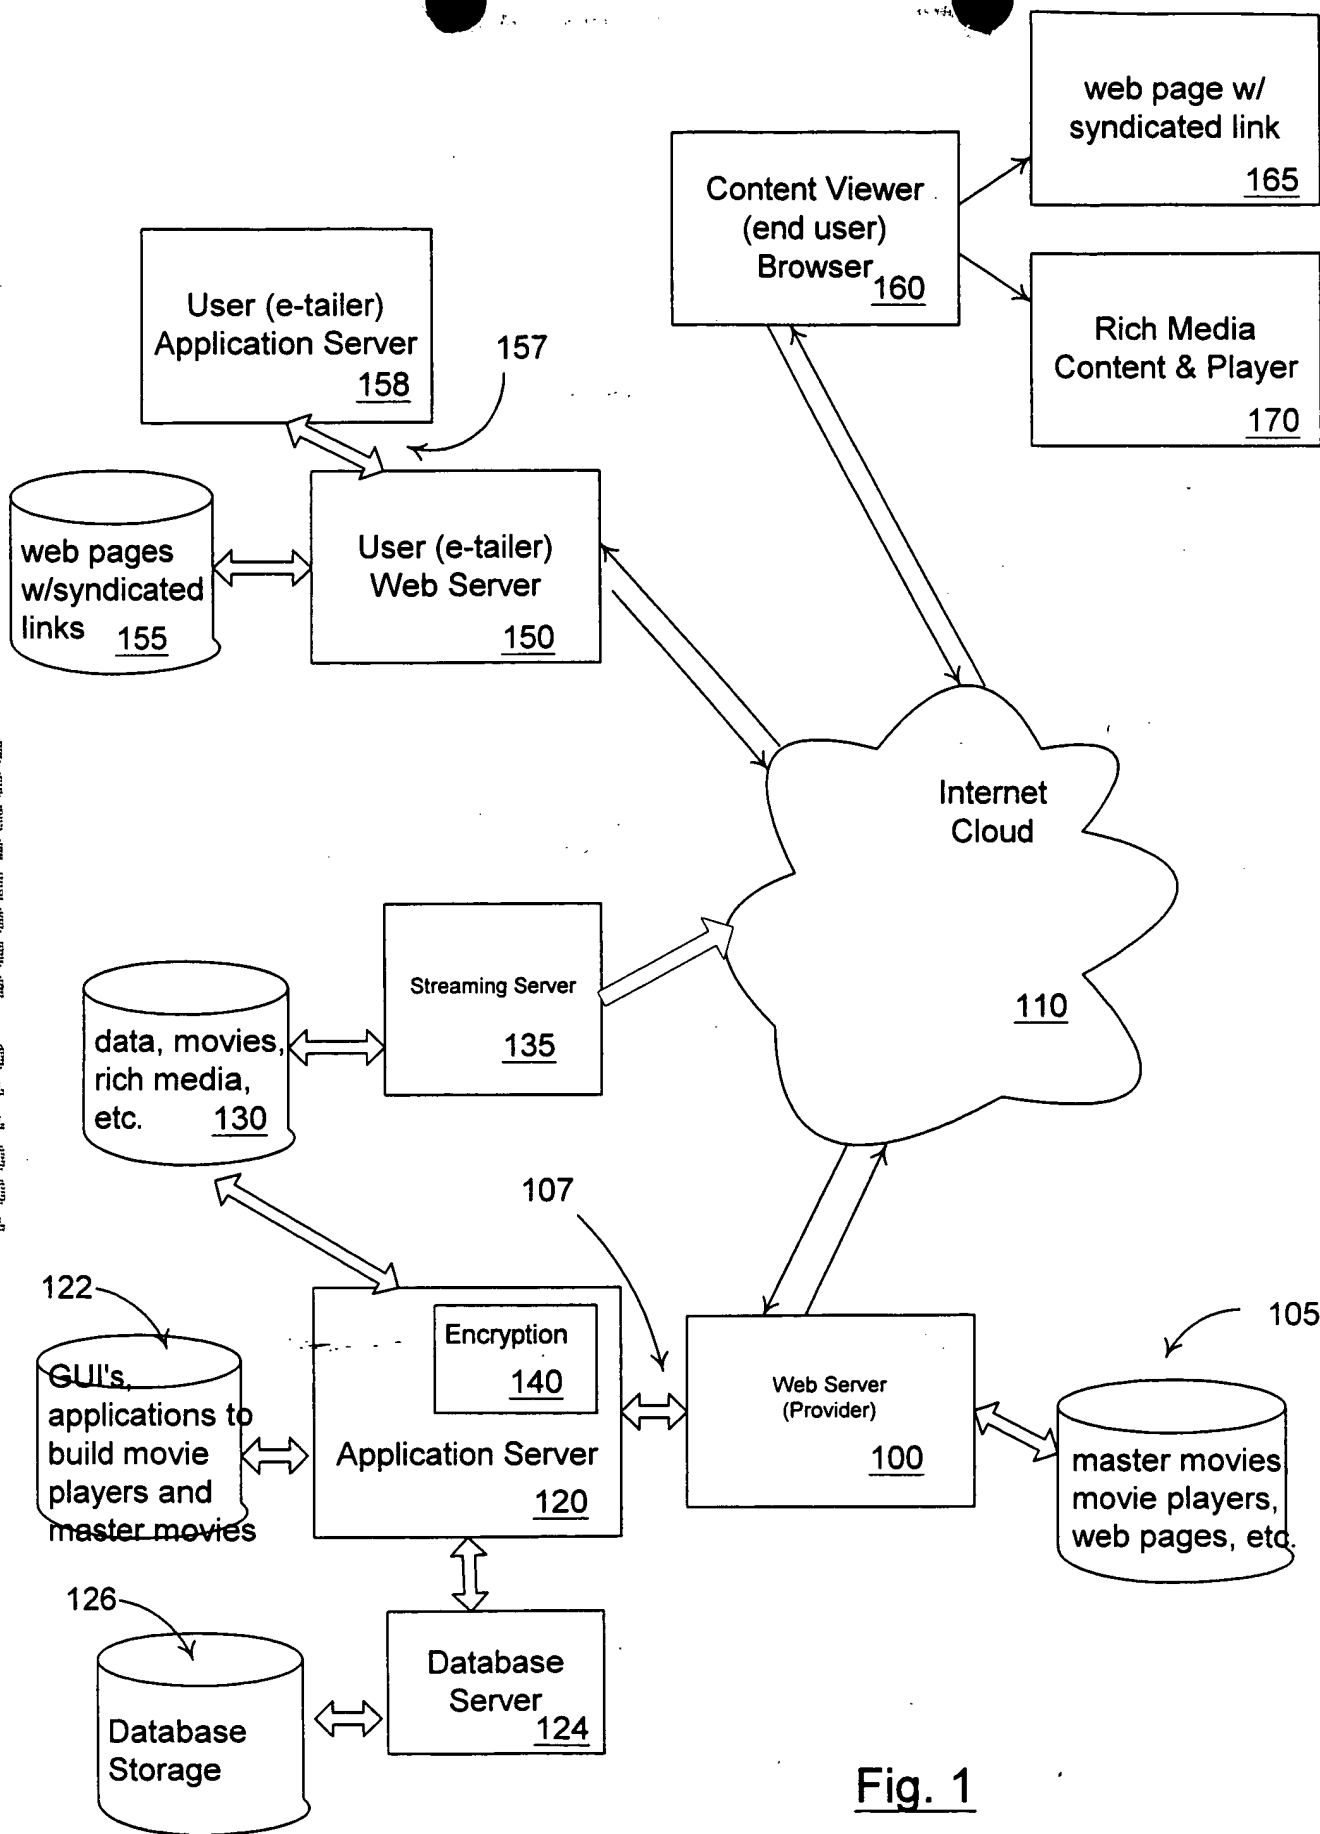 web page w/
syndicated link
165
Content Viewer
(end user)
Browser
160
User (e-tailer)
Application Server
158
157
Rich Media
Content & Player
170
web pages
w/syndicated
links
155
User (e-tailer)
Web Server
150
Internet
Cloud
110
Streaming Server
135
data, movies,
rich media,
etc.
130
107
122
105
GUI's,
applications to
build movie
players and
master movies
Encryption
140
Application Server
120
Web Server
(Provider)
100
master movies
movie players,
web pages, etc.
126
Database
Server
124
Database
Storage
Fig. 1